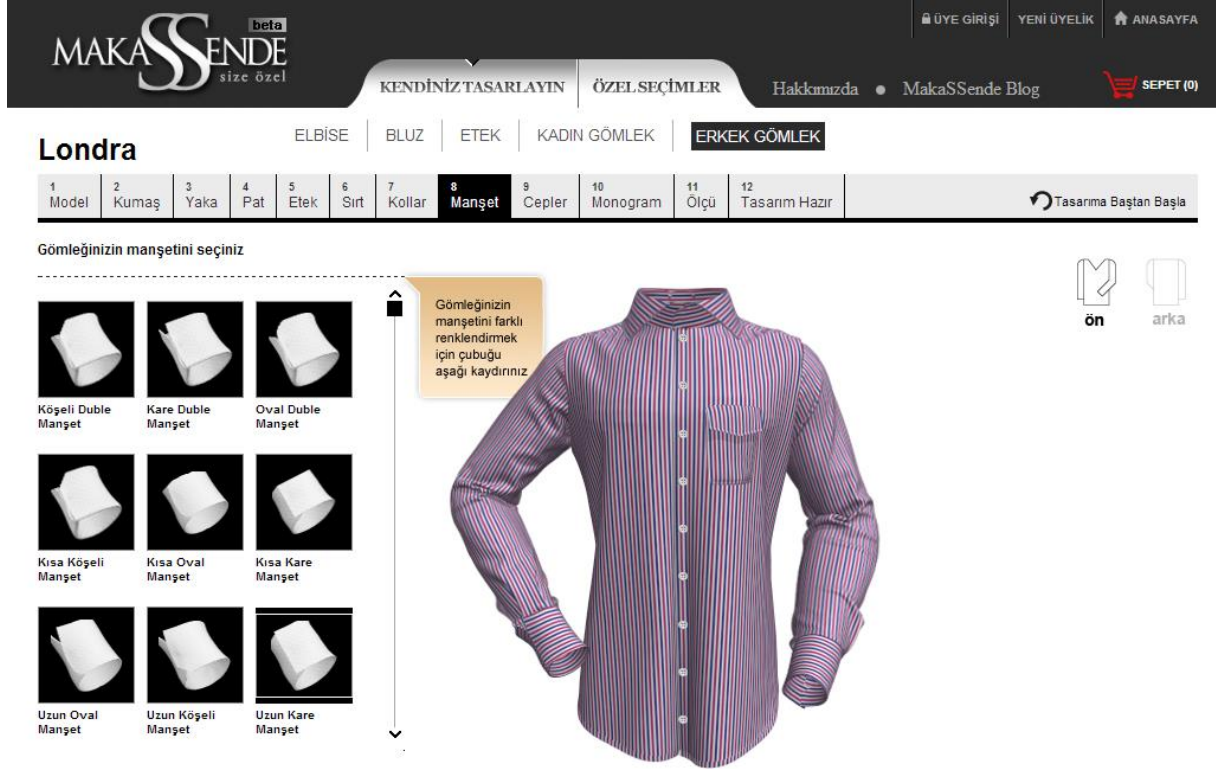 ÜYE GİRİŞİ
YENİ ÜYELİK
ANASAYFA
beta
MAKASSENDE
size özel
KENDİNİZ TASARLAYIN
ÖZEL SEÇİMLER
Hakkımızda
MakaSSende Blog
SEPET (0)
Londra
ELBİSE
BLUZ
ETEK
KADIN GÖMLEK
ERKEK GÖMLEK
1 Model
2 Kumaş
3 Yaka
4 Pat
5 Etek
6 Sırt
7 Kollar
8 Manşet
9 Cepler
10 Monogram
11 Ölçü
12 Tasarım Hazır
Tasarıma Baştan Başla
Gömleğinizin manşetini seçiniz
Gömleğinizin
manşetini farklı
renklendirmek
için çubuğu
aşağı kaydırınız
ön
arka
Köşeli Duble
Manşet
Kare Duble
Manşet
Oval Duble
Manşet
Kısa Köşeli
Manşet
Kısa Oval
Manşet
Kısa Kare
Manşet
Uzun Oval
Manşet
Uzun Köşeli
Manşet
Uzun Kare
Manşet